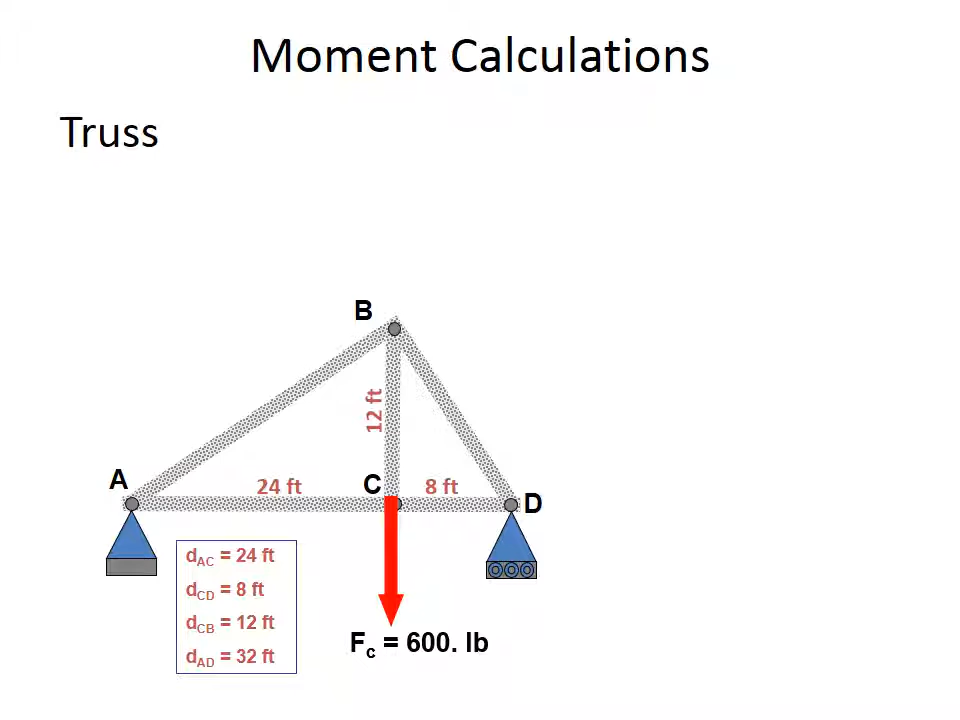 Moment Calculations
Truss
B
12 ft
A
24 ft
C
8 ft
D
dAC = 24 ft
dCD = 8 ft
dCB = 12 ft
dAD = 32 ft
Fc = 600. lb